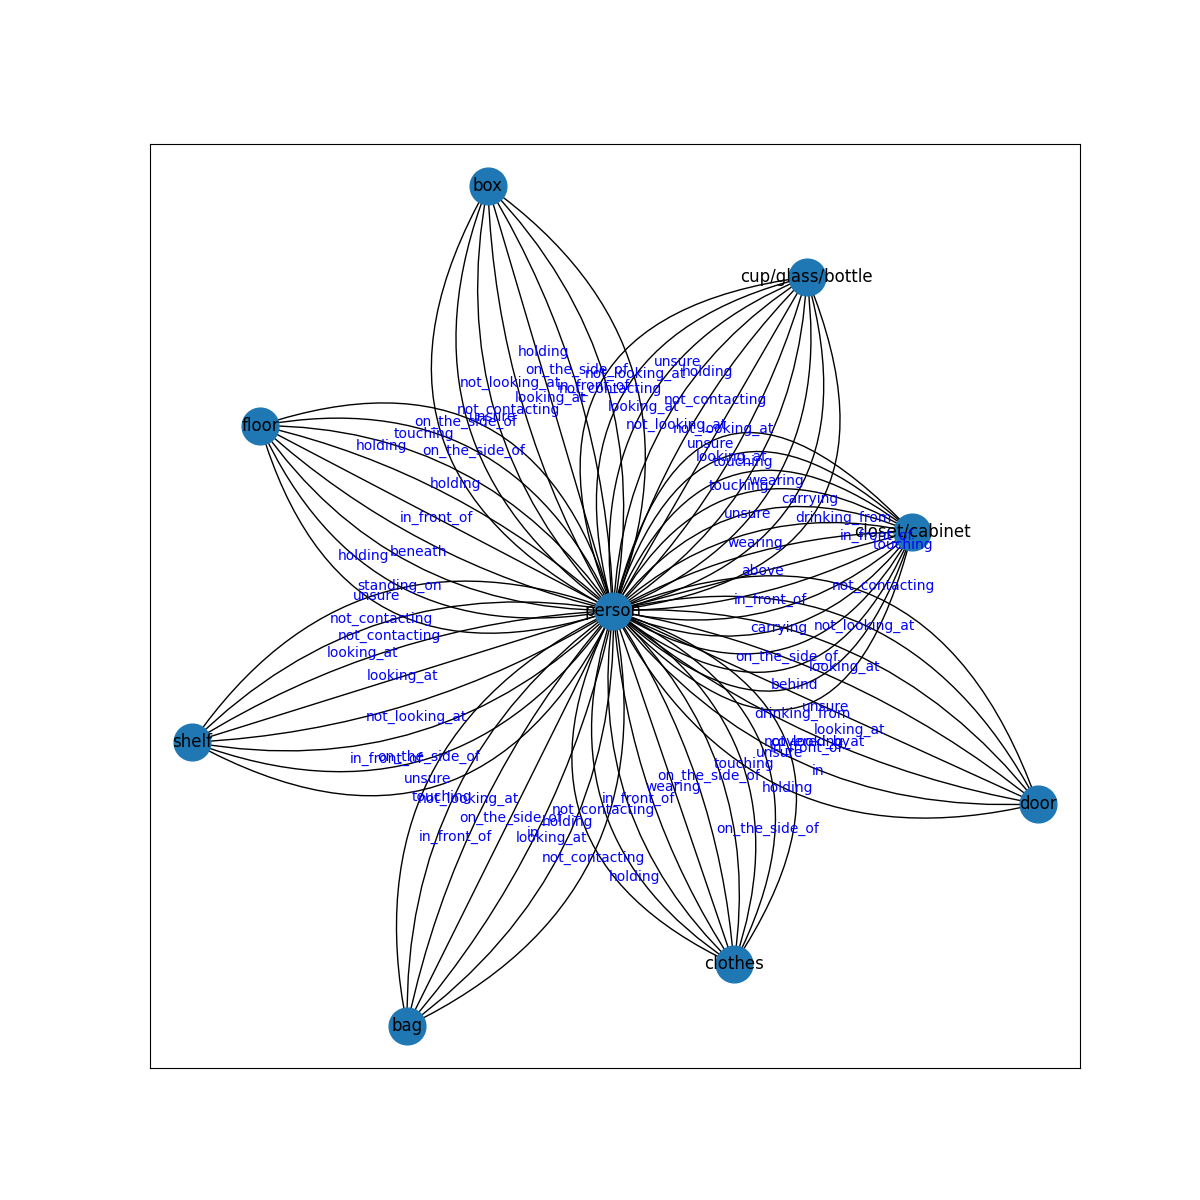 box
cup/glass/bottle
holding
unsure
on_the_side_of
holding
not_looking_at
not_looking_at
in_front_of
not_contacting
looking_at
not_contacting
looking_at
not_contacting
unsure
on_the_side_of
floor
not_looking_at
not_looking_at
touching
holding
unsure
on_the_side_of
looking_at
touching
wearing
holding
touching
carrying
in_front_of
unsure
drinking_from
closet/cabinet
in_front_of
wearing
touching
holding
beneath
above
standing_on
not_contacting
unsure
in_front_of
person
not_contacting
not_looking_at
carrying
not_contacting
looking_at
on_the_side_of
looking_at
looking_at
behind
unsure
drinking_from
not_looking_at
looking_at
shelf
not_looking_at
in_front_of
unsure
in_front_of
on_the_side_of
touching
in
on_the_side_of
unsure
wearing
holding
touching
not_looking_at
in_front_of
door
not_contacting
on_the_side_of
holding
on_the_side_of
in
in_front_of
looking_at
not_contacting
holding
clothes
bag